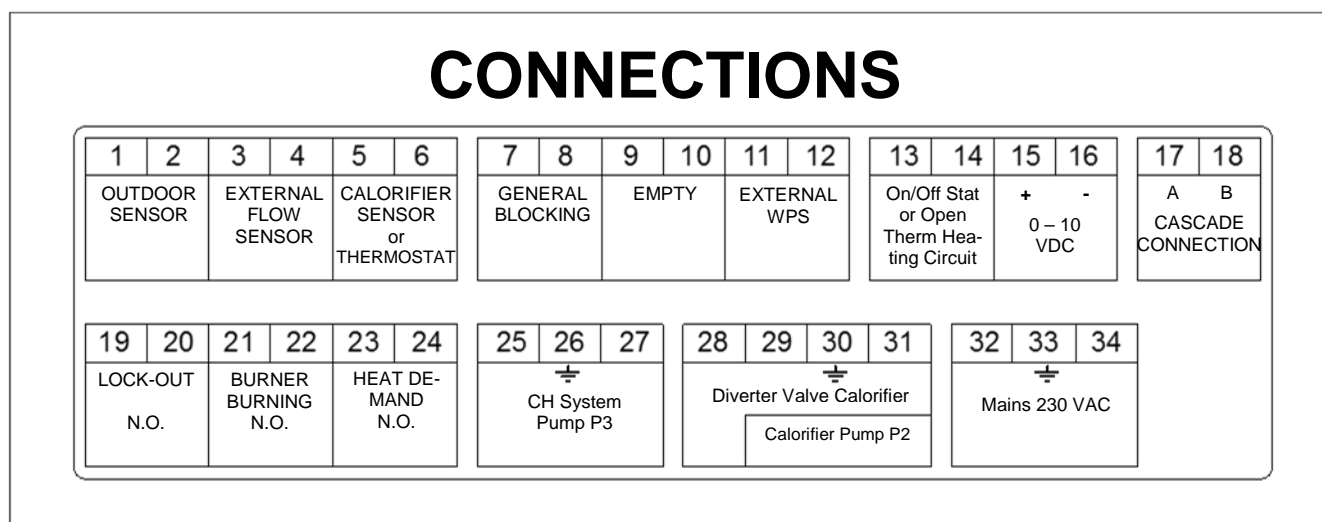 CONNECTIONS
1 2 3 4 5 6 7 8 9 10 11 12 13 14 15 16 17 18
OUTDOOR
SENSOR
EXTERNAL
FLOW
SENSOR
CALORIFIER
SENSOR
or
THERMOSTAT
GENERAL
BLOCKING
EMPTY
EXTERNAL
WPS
On/Off Stat
or Open
Therm Hea-
ting Circuit
+ -
0 – 10
VDC
A B
CASCADE
CONNECTION
19 20 21 22 23 24 25 26 27 28 29 30 31 32 33 34
LOCK-OUT
N.O.
BURNER
BURNING
N.O.
HEAT DE-
MAND
N.O.
CH System
Pump P3
Diverter Valve Calorifier
Calorifier Pump P2
Mains 230 VAC